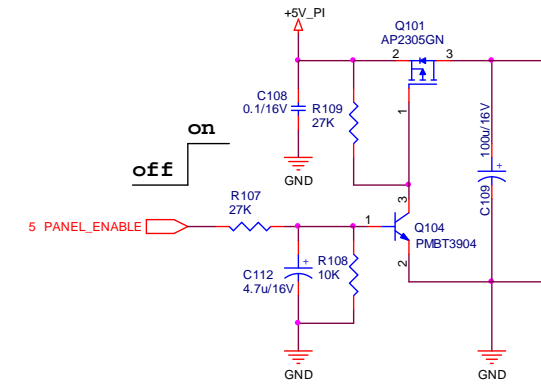 +5V_PI
Q101
AP2305GN
2
3
1
C108
0.1/16V
R109
27K
100u/16V
C109
on
off
GND
R107
27K
5 PANEL_ENABLE
3
1
Q104
PMBT3904
2
C112
4.7u/16V
R108
10K
GND
GND